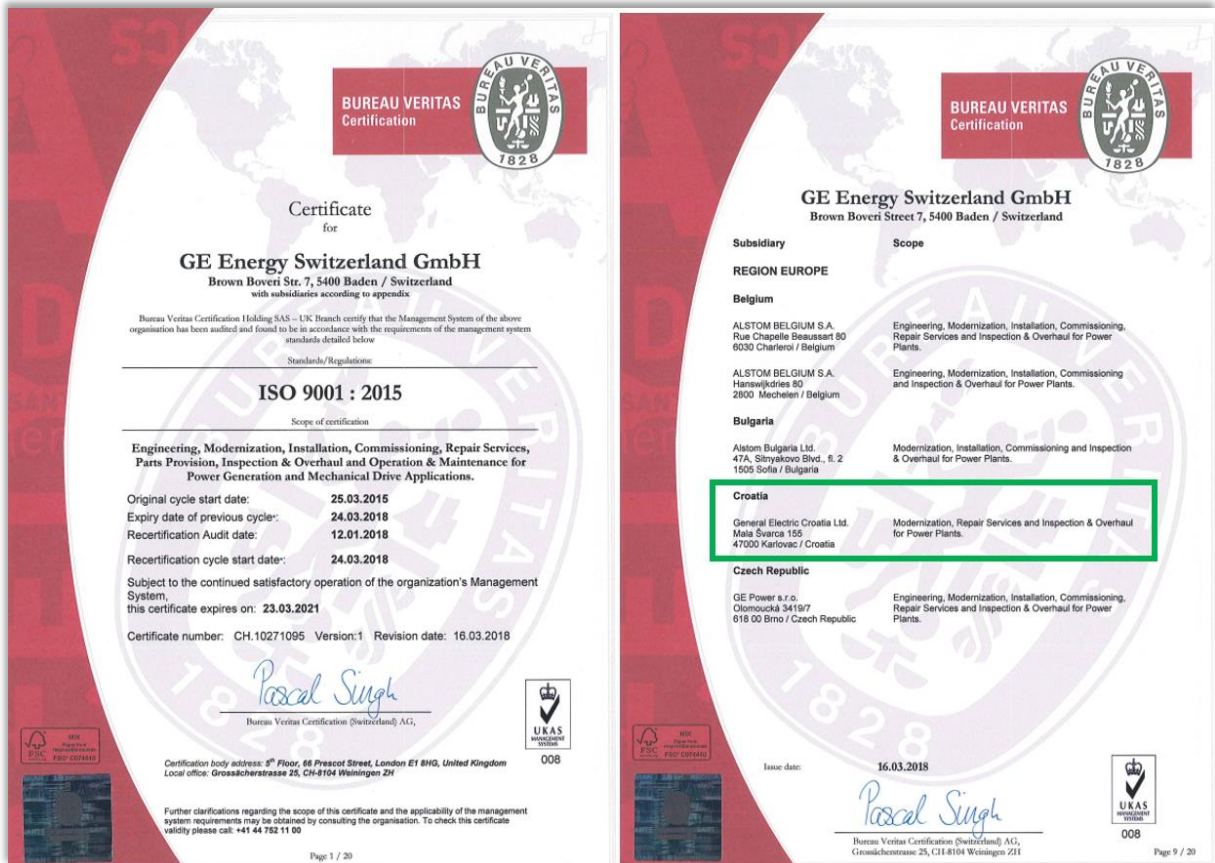 BUREAU VERITAS
Certification
BUREAU VERITAS
1828
Certificate
for
GE Energy Switzerland GmbH
Brown Boveri Str. 7, 5400 Baden / Switzerland
with subsidiaries according to appendix
Bureau Veritas Certification Holding SAS – UK Branch certify that the Management System of the above
organisation has been audited and found to be in accordance with the requirements of the management system
standards detailed below
Standards/Regulations:
ISO 9001 : 2015
Scope of certification
Engineering, Modernization, Installation, Commissioning, Repair Services,
Parts Provision, Inspection & Overhaul and Operation & Maintenance for
Power Generation and Mechanical Drive Applications.
Original cycle start date: 25.03.2015
Expiry date of previous cycle: 24.03.2018
Recertification Audit date: 12.01.2018
Recertification cycle start date: 24.03.2018
Subject to the continued satisfactory operation of the organization's Management
System,
this certificate expires on: 23.03.2021
Certificate number: CH.10271095 Version:1 Revision date: 16.03.2018
Pascal Singh
Bureau Veritas Certification (Switzerland) AG,
UKAS
MANAGEMENT
SYSTEMS
008
FSC
Certification body address: 5th Floor, 66 Prescot Street, London E1 8HG, United Kingdom
Local office: Grossächerstrasse 25, CH-8104 Weiningen ZH
Further clarifications regarding the scope of this certificate and the applicability of the management
system requirements may be obtained by consulting the organisation. To check this certificate
validity please call: +41 44 752 11 00
Page 1 / 20
BUREAU VERITAS
Certification
BUREAU VERITAS
1828
GE Energy Switzerland GmbH
Brown Boveri Street 7, 5400 Baden / Switzerland
Subsidiary Scope
REGION EUROPE
Belgium
ALSTOM BELGIUM S.A. Engineering, Modernization, Installation, Commissioning,
Rue Chapelle Beaussart 80 Repair Services and Inspection & Overhaul for Power
6030 Charleroi / Belgium Plants.
ALSTOM BELGIUM S.A. Engineering, Modernization, Installation, Commissioning
Hanswijkdries 80 and Inspection & Overhaul for Power Plants.
2800 Mechelen / Belgium
Bulgaria
Alstom Bulgaria Ltd. Modernization, Installation, Commissioning and Inspection
47A, Sitnyakovo Blvd., fl. 2 & Overhaul for Power Plants.
1505 Sofia / Bulgaria
Croatia
General Electric Croatia Ltd. Modernization, Repair Services and Inspection & Overhaul
Mala Švarca 155 for Power Plants.
47000 Karlovac / Croatia
Czech Republic
GE Power s.r.o. Engineering, Modernization, Installation, Commissioning,
Olomoucká 3419/7 Repair Services and Inspection & Overhaul for Power
618 00 Brno / Czech Republic Plants.
Issue date: 16.03.2018
Pascal Singh
Bureau Veritas Certification (Switzerland) AG,
Grossächerstrasse 25, CH-8104 Weiningen ZH
UKAS
MANAGEMENT
SYSTEMS
008
FSC
Page 9 / 20